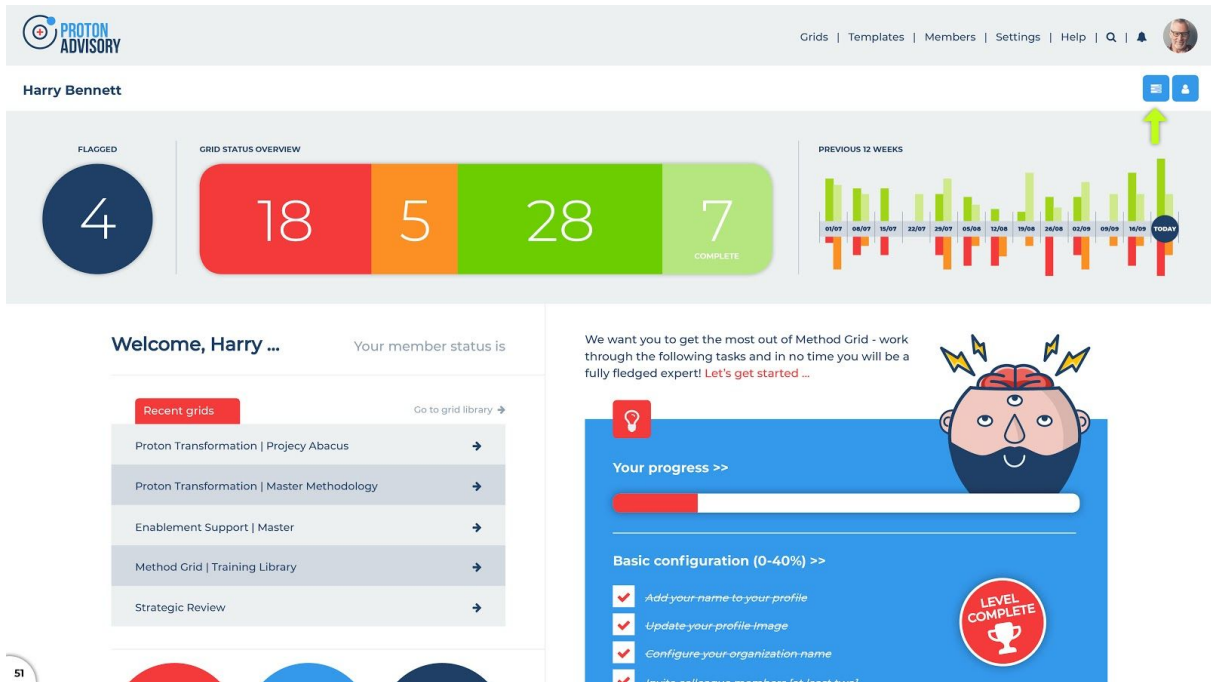 PROTON
ADVISORY
Grids | Templates | Members | Settings | Help |
Harry Bennett
FLAGGED
4
GRID STATUS OVERVIEW
18
5
28
7
COMPLETE
PREVIOUS 12 WEEKS
01/07 08/07 15/07 22/07 29/07 05/08 12/08 19/08 26/08 02/09 09/09 16/09 TODAY
Welcome, Harry ...
Your member status is
Recent grids
Go to grid library
Proton Transformation | Projecy Abacus
Proton Transformation | Master Methodology
Enablement Support | Master
Method Grid | Training Library
Strategic Review
We want you to get the most out of Method Grid - work
through the following tasks and in no time you will be a
fully fledged expert! Let's get started ...
Your progress >>
Basic configuration (0-40%) >>
Add your name to your profile
Update your profile Image
Configure your organization name
Invite colleague members [at least two]
LEVEL
COMPLETE
51